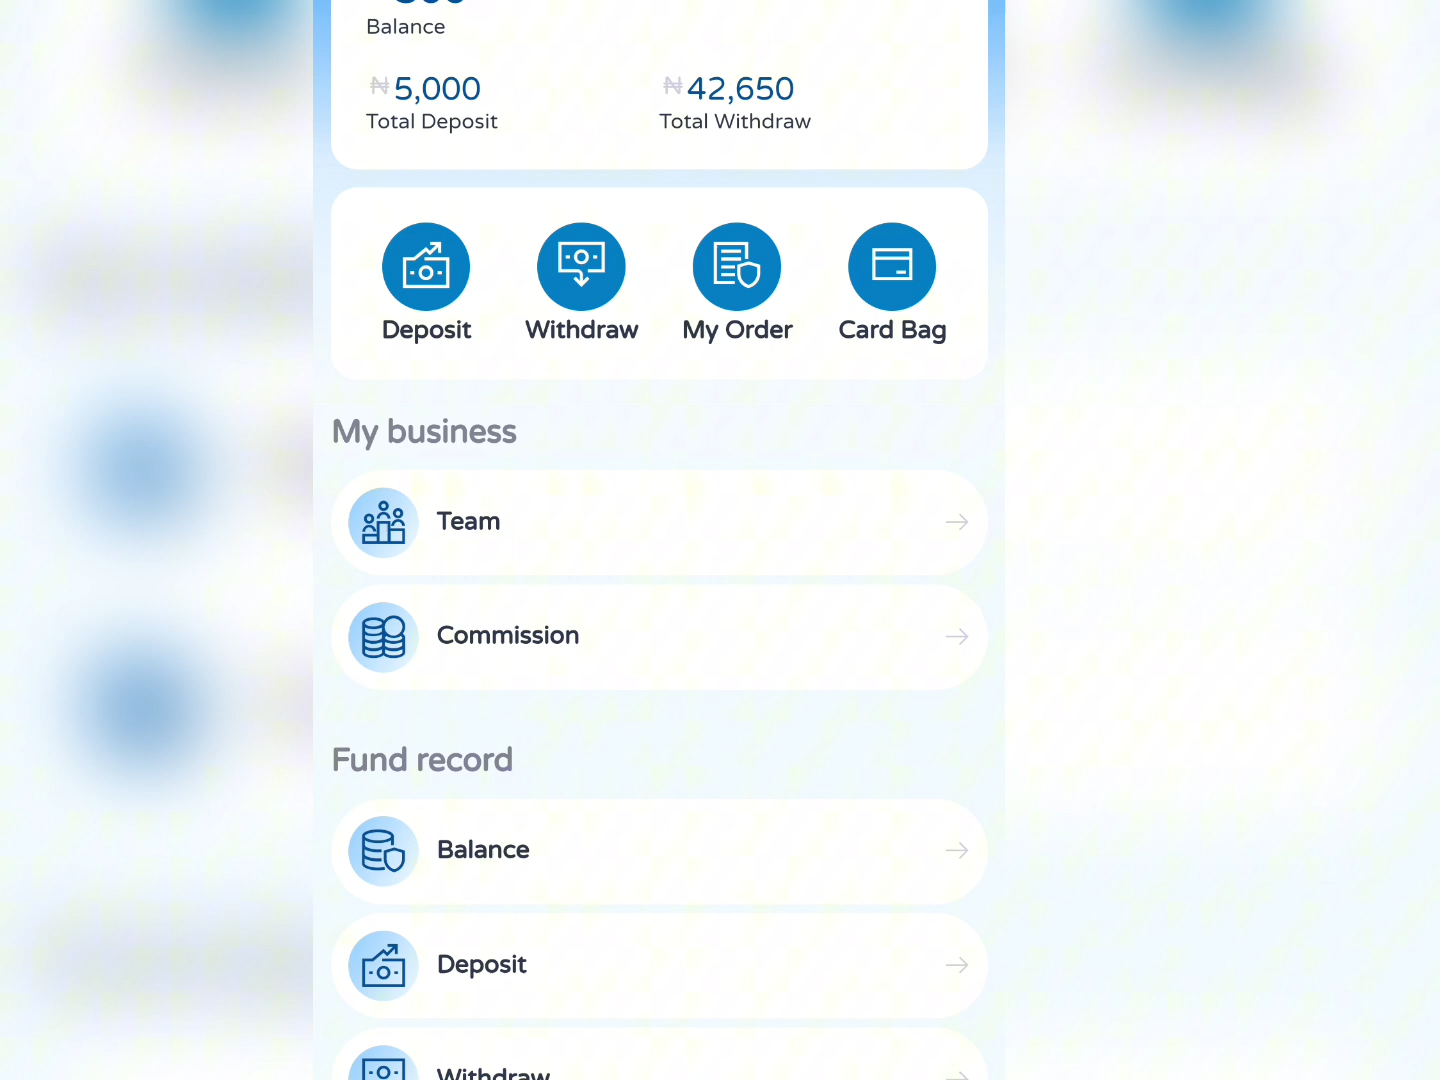 Balance
₦5,000 ₦42,650
Total Deposit Total Withdraw
Deposit Withdraw My Order Card Bag
My business
Team
Commission
Fund record
Balance
Deposit
Withdraw